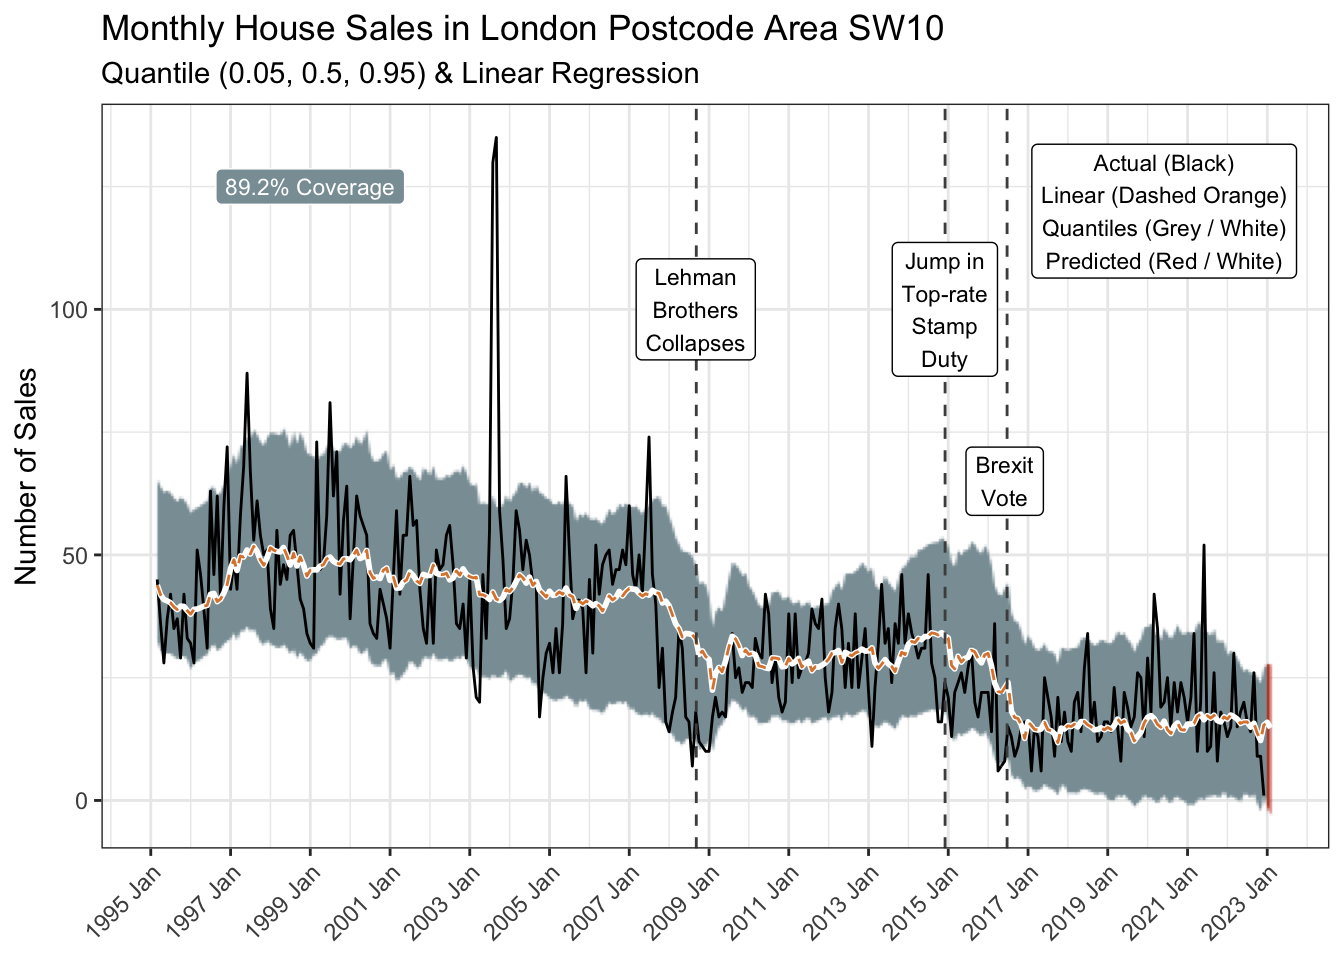 Monthly House Sales in London Postcode Area SW10
Quantile (0.05, 0.5, 0.95) & Linear Regression
89.2% Coverage
Actual (Black)
Linear (Dashed Orange)
Quantiles (Grey / White)
Predicted (Red / White)
Lehman
Brothers
Collapses
Jump in
Top-rate
Stamp
Duty
Brexit
Vote
Number of Sales
100
50
0
1995 Jan
1997 Jan
1999 Jan
2001 Jan
2003 Jan
2005 Jan
2007 Jan
2009 Jan
2011 Jan
2013 Jan
2015 Jan
2017 Jan
2019 Jan
2021 Jan
2023 Jan